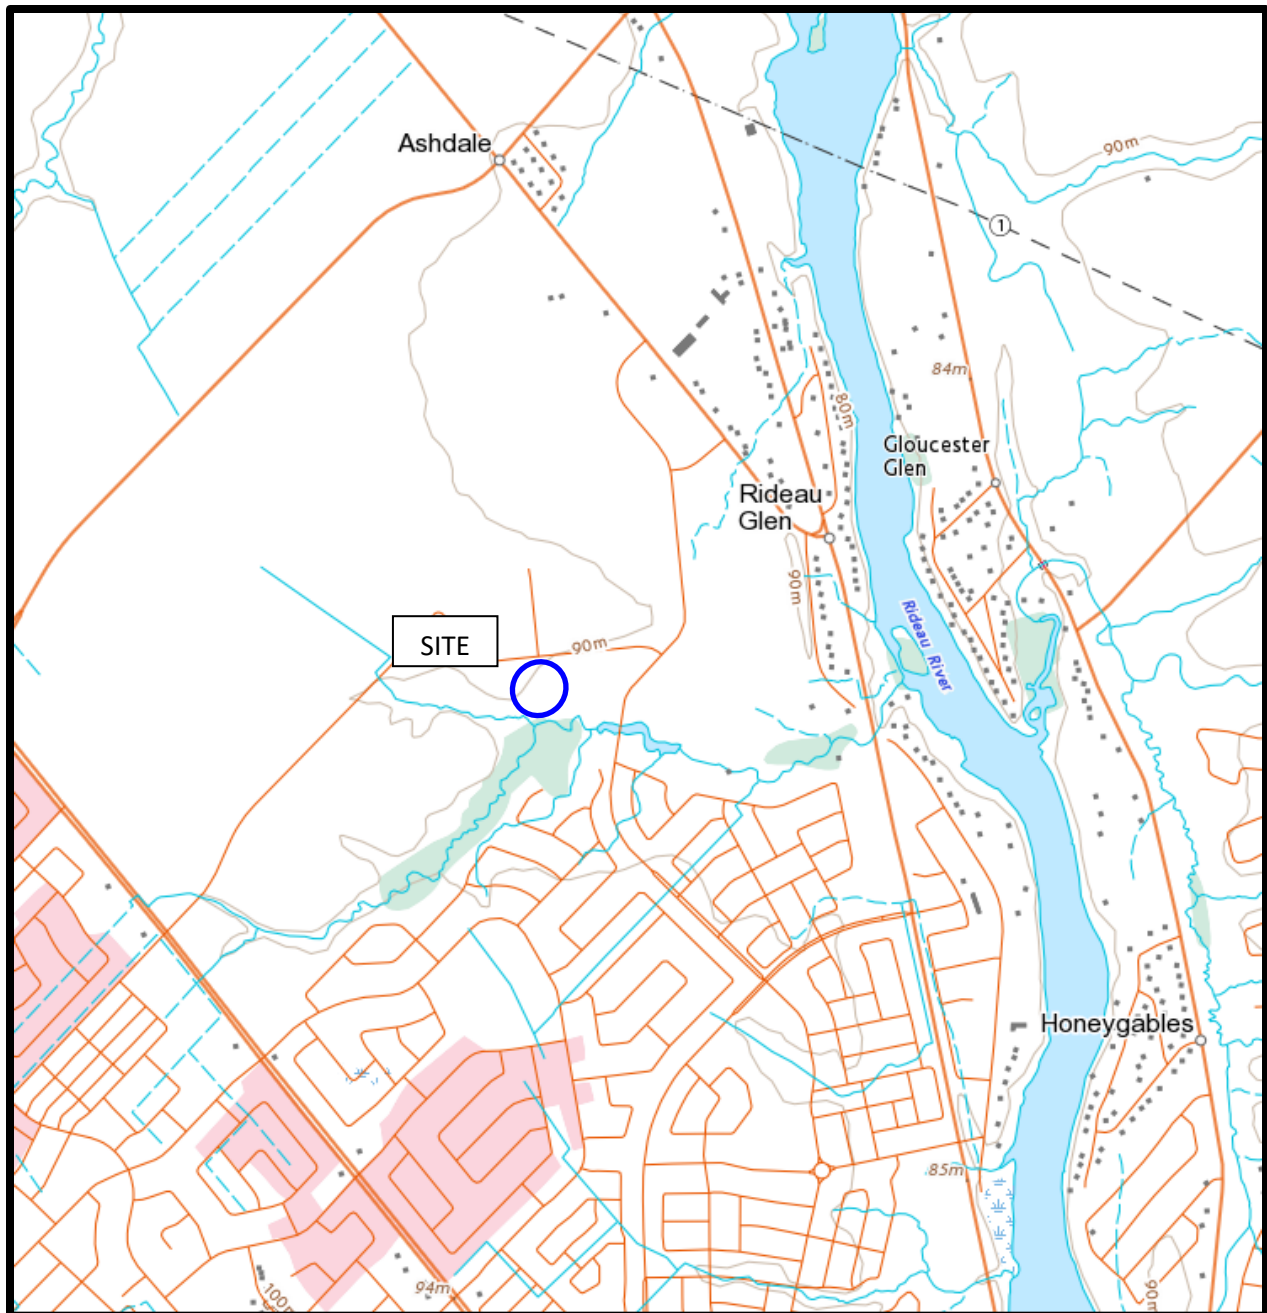 Ashdale
90m
1
84m
80m
Gloucester
Glen
Rideau
Glen
90m
Rideau River
SITE
90m
Honeygables
85m
94m
100m
90m